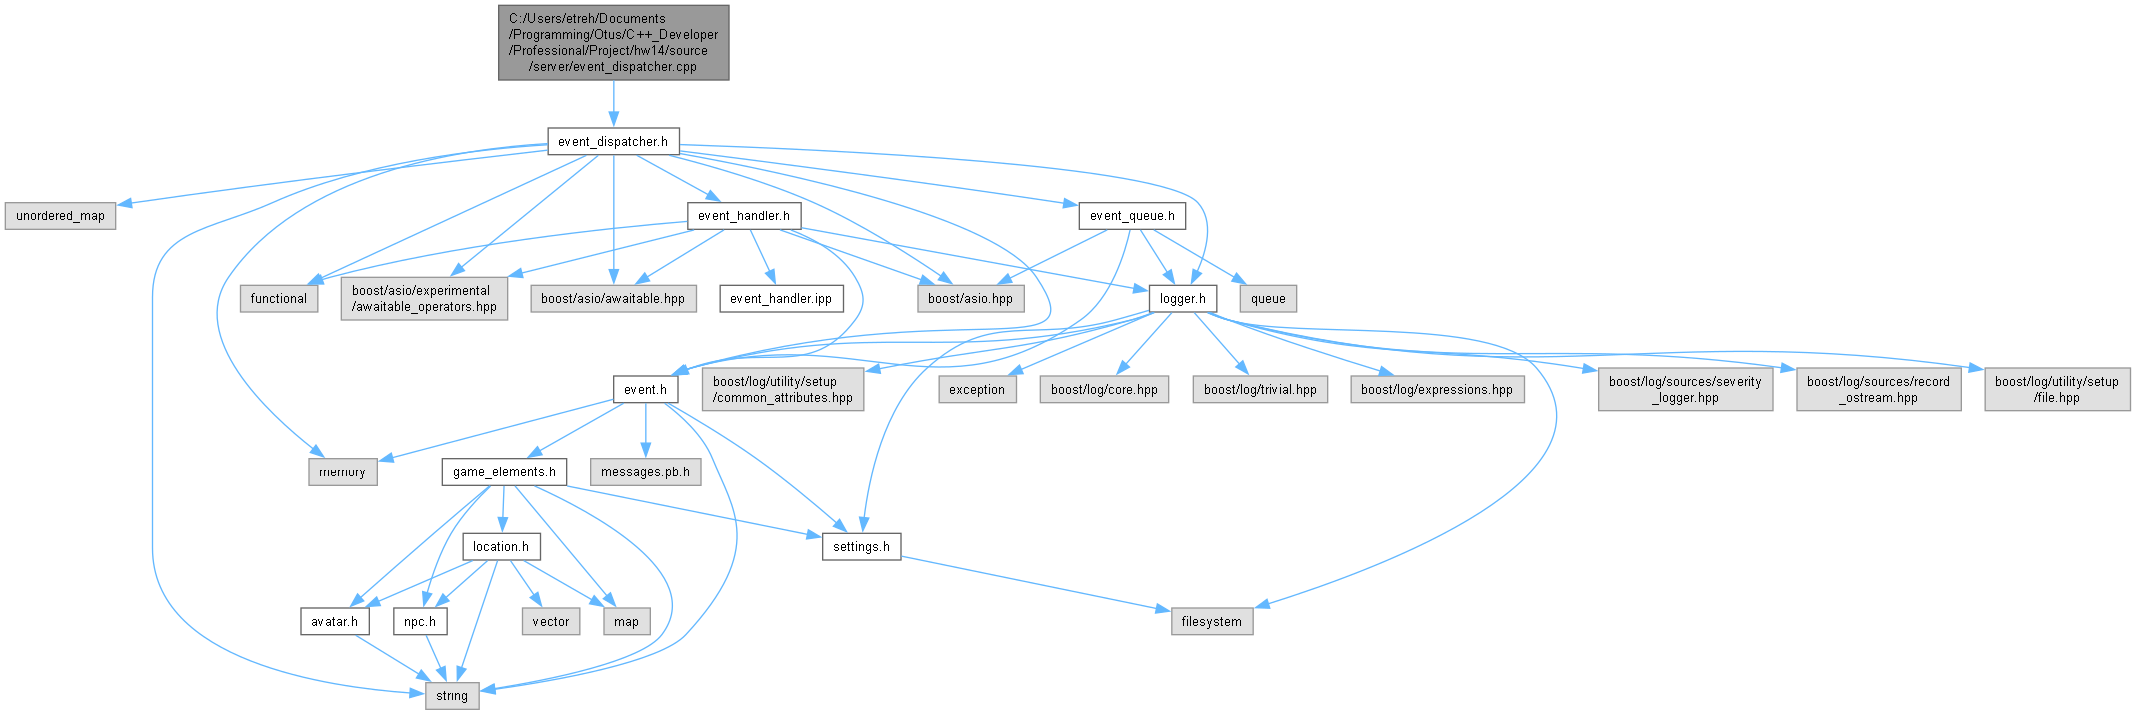 C:/Users/etreh/Documents
/Programming/Otus/C++_Developer
/Professional/Project/hw14/source
/server/event_dispatcher.cpp
event_dispatcher.h
unordered_map
event_handler.h
event_queue.h
functional
boost/asio/experimental
/awaitable_operators.hpp
boost/asio/awaitable.hpp
event_handler.ipp
boost/asio.hpp
logger.h
queue
event.h
boost/log/utility/setup
/common_attributes.hpp
exception
boost/log/core.hpp
boost/log/trivial.hpp
boost/log/expressions.hpp
boost/log/sources/severity
_logger.hpp
boost/log/sources/record
_ostream.hpp
boost/log/utility/setup
/file.hpp
memory
game_elements.h
messages.pb.h
location.h
settings.h
avatar.h
npc.h
vector
map
filesystem
string